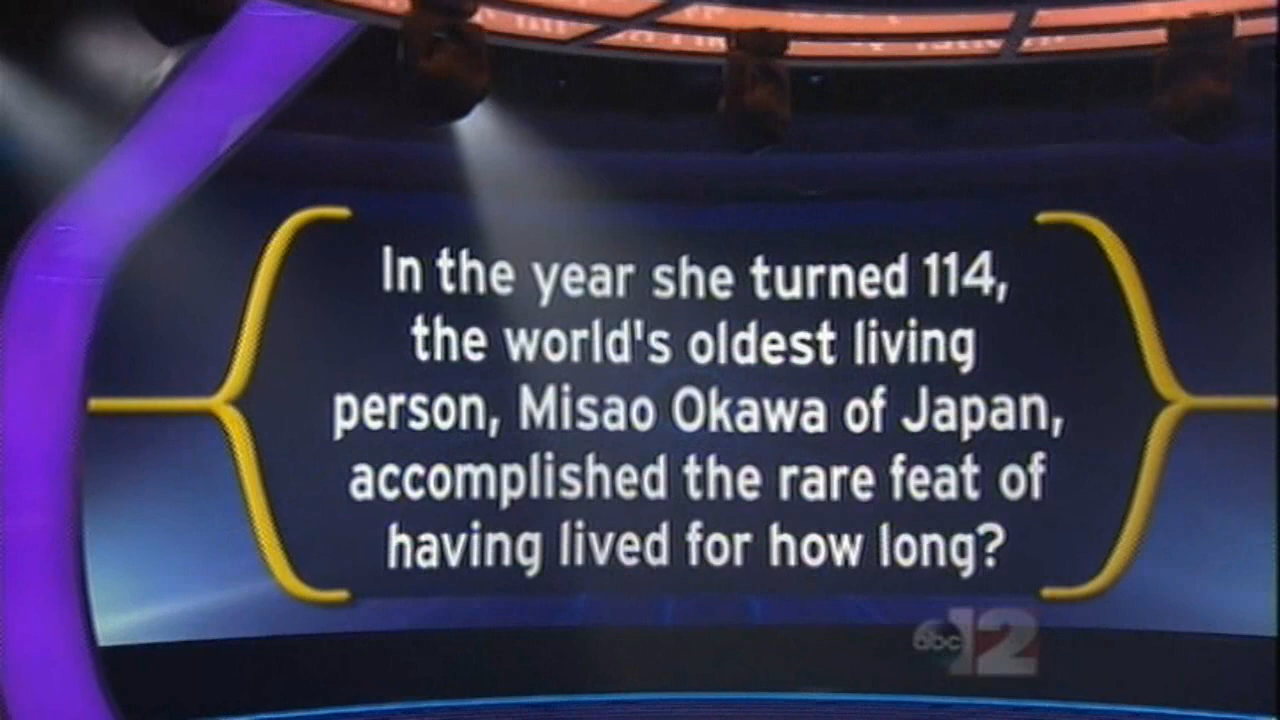 In the year she turned 114,
the world's oldest living
person, Misao Okawa of Japan,
accomplished the rare feat of
having lived for how long?
abc 12